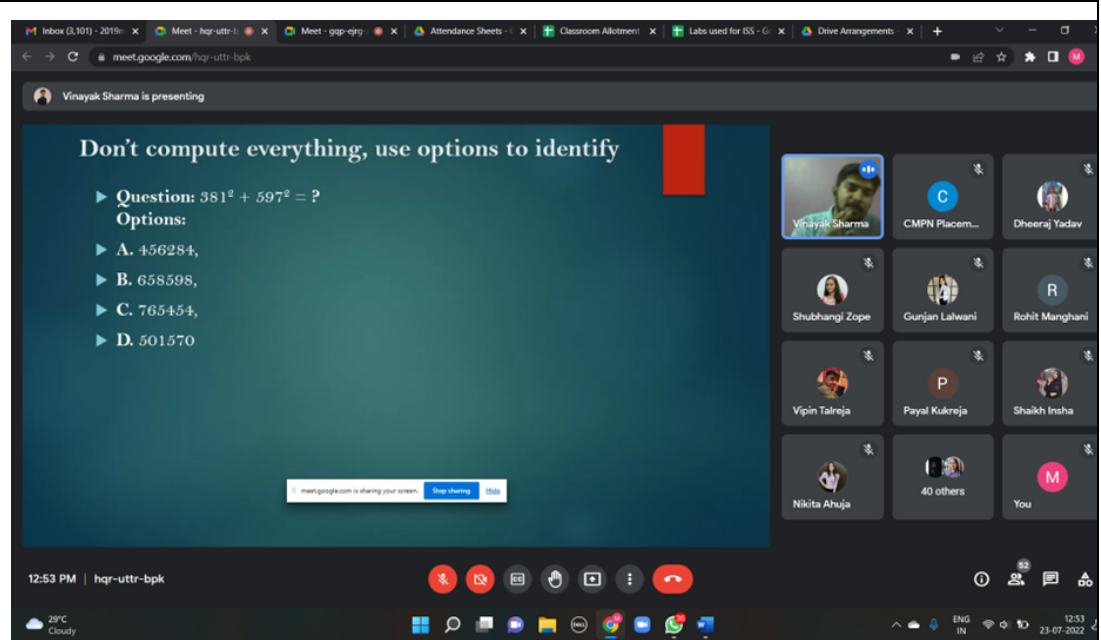 Inbox (3,101) - 2019m
Meet - hqr-uttr-b
Meet - gqp-ejrg-
Attendance Sheets -
Classroom Allotment
Labs used for ISS - G
Drive Arrangements
meet.google.com/hqr-uttr-bpk
M
Vinayak Sharma is presenting
Don't compute everything, use options to identify
Question: 381² + 597² = ?
Options:
A. 456284,
B. 658598,
C. 765454,
D. 501570
meet.google.com is sharing your screen. Stop sharing Hide
Vinayak Sharma
C
CMPN Placem...
Dheeraj Yadav
Shubhangi Zope
Gunjan Lalwani
R
Rohit Manghani
Vipin Talreja
P
Payal Kukreja
Shaikh Insha
Nikita Ahuja
40 others
M
You
12:53 PM | hqr-uttr-bpk
52
29°C
Cloudy
DELL
ENG
IN
12:53
23-07-2022